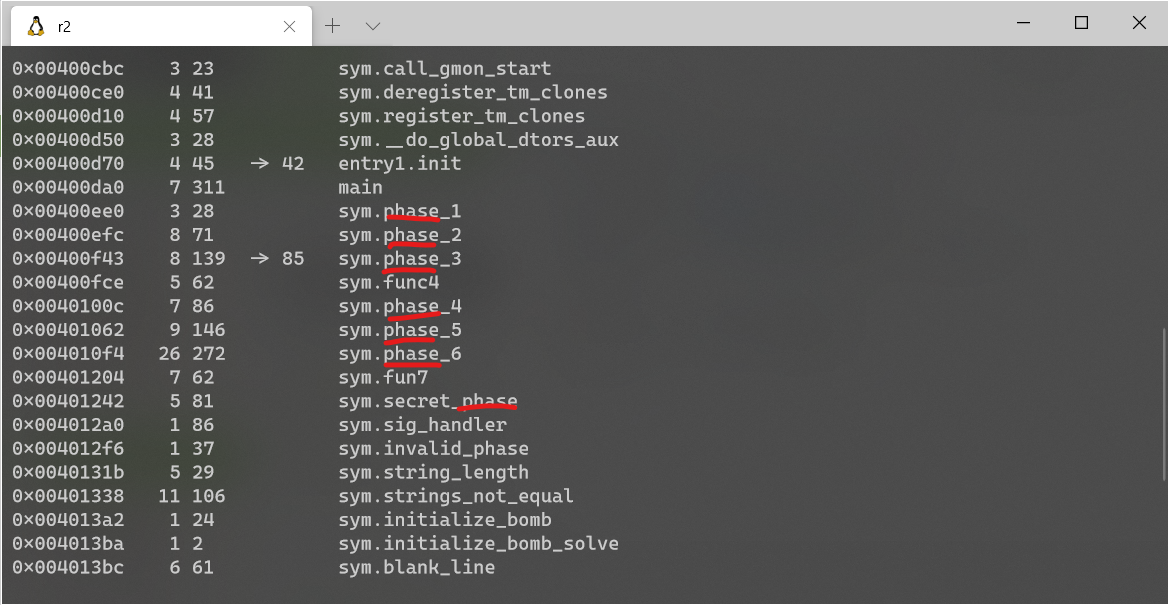 r2
0x00400cbc 3 23 sym.call_gmon_start
0x00400ce0 4 41 sym.deregister_tm_clones
0x00400d10 4 57 sym.register_tm_clones
0x00400d50 3 28 sym.__do_global_dtors_aux
0x00400d70 4 45 -> 42 entry1.init
0x00400da0 7 311 main
0x00400ee0 3 28 sym.phase_1
0x00400efc 8 71 sym.phase_2
0x00400f43 8 139 -> 85 sym.phase_3
0x00400fce 5 62 sym.func4
0x0040100c 7 86 sym.phase_4
0x00401062 9 146 sym.phase_5
0x004010f4 26 272 sym.phase_6
0x00401204 7 62 sym.fun7
0x00401242 5 81 sym.secret_phase
0x004012a0 1 86 sym.sig_handler
0x004012f6 1 37 sym.invalid_phase
0x0040131b 5 29 sym.string_length
0x00401338 11 106 sym.strings_not_equal
0x004013a2 1 24 sym.initialize_bomb
0x004013ba 1 2 sym.initialize_bomb_solve
0x004013bc 6 61 sym.blank_line